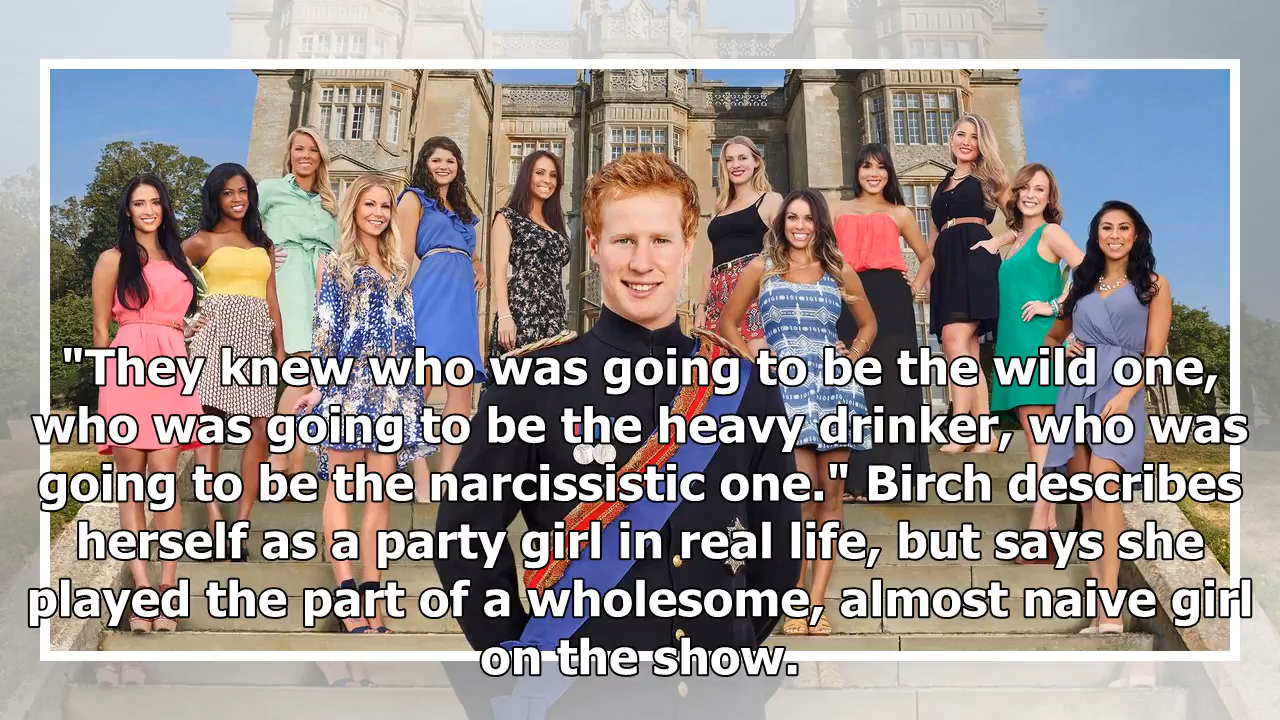 "They knew who was going to be the wild one,
who was going to be the heavy drinker, who was
going to be the narcissistic one." Birch describes
herself as a party girl in real life, but says she
played the part of a wholesome, almost naive girl
on the show.